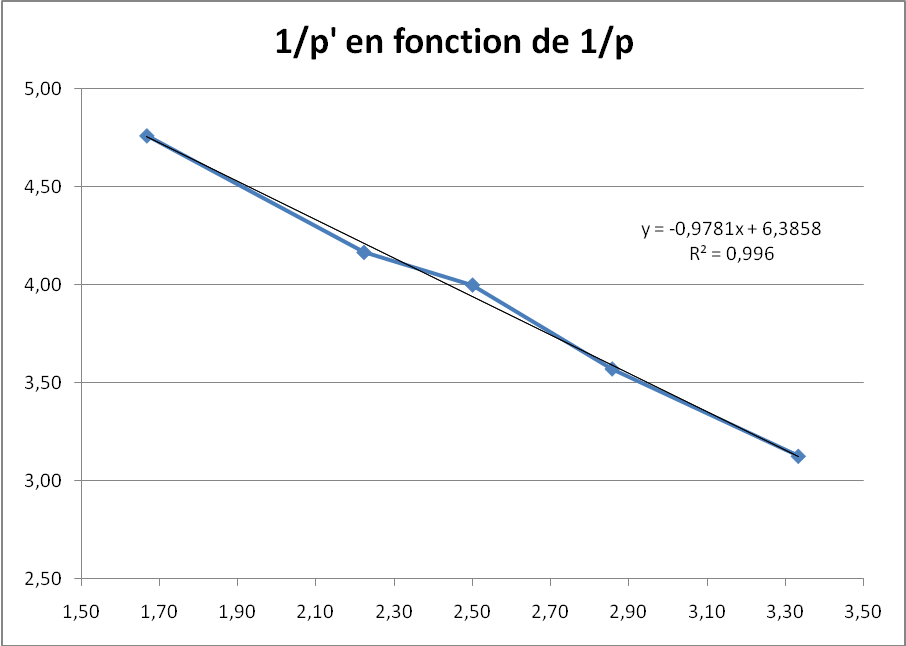 1/p' en fonction de 1/p
5,00
4,50
4,00
3,50
3,00
2,50
y = -0,9781x + 6,3858
R² = 0,996
1,50 1,70 1,90 2,10 2,30 2,50 2,70 2,90 3,10 3,30 3,50